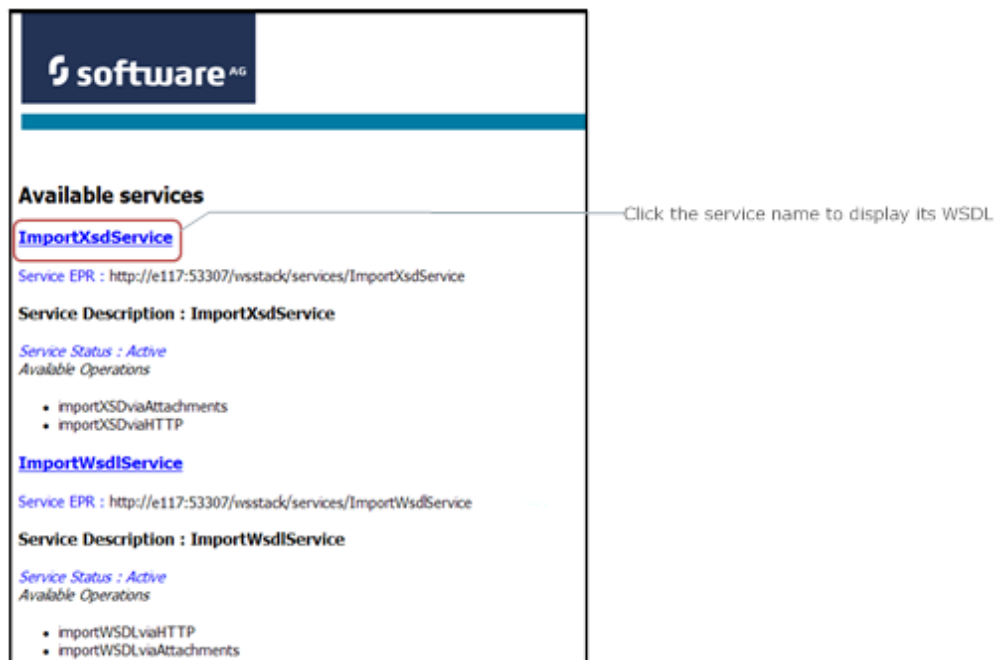 software AG
Available services
ImportXsdService
Click the service name to display its WSDL
Service EPR : http://e117:53307/wsstack/services/ImportXsdService
Service Description : ImportXsdService
Service Status : Active
Available Operations
• importXSDviaAttachments
• importXSDviaHTTP
ImportWsdlService
Service EPR : http://e117:53307/wsstack/services/ImportWsdlService
Service Description : ImportWsdlService
Service Status : Active
Available Operations
• importWSDLviaHTTP
• importWSDLviaAttachments